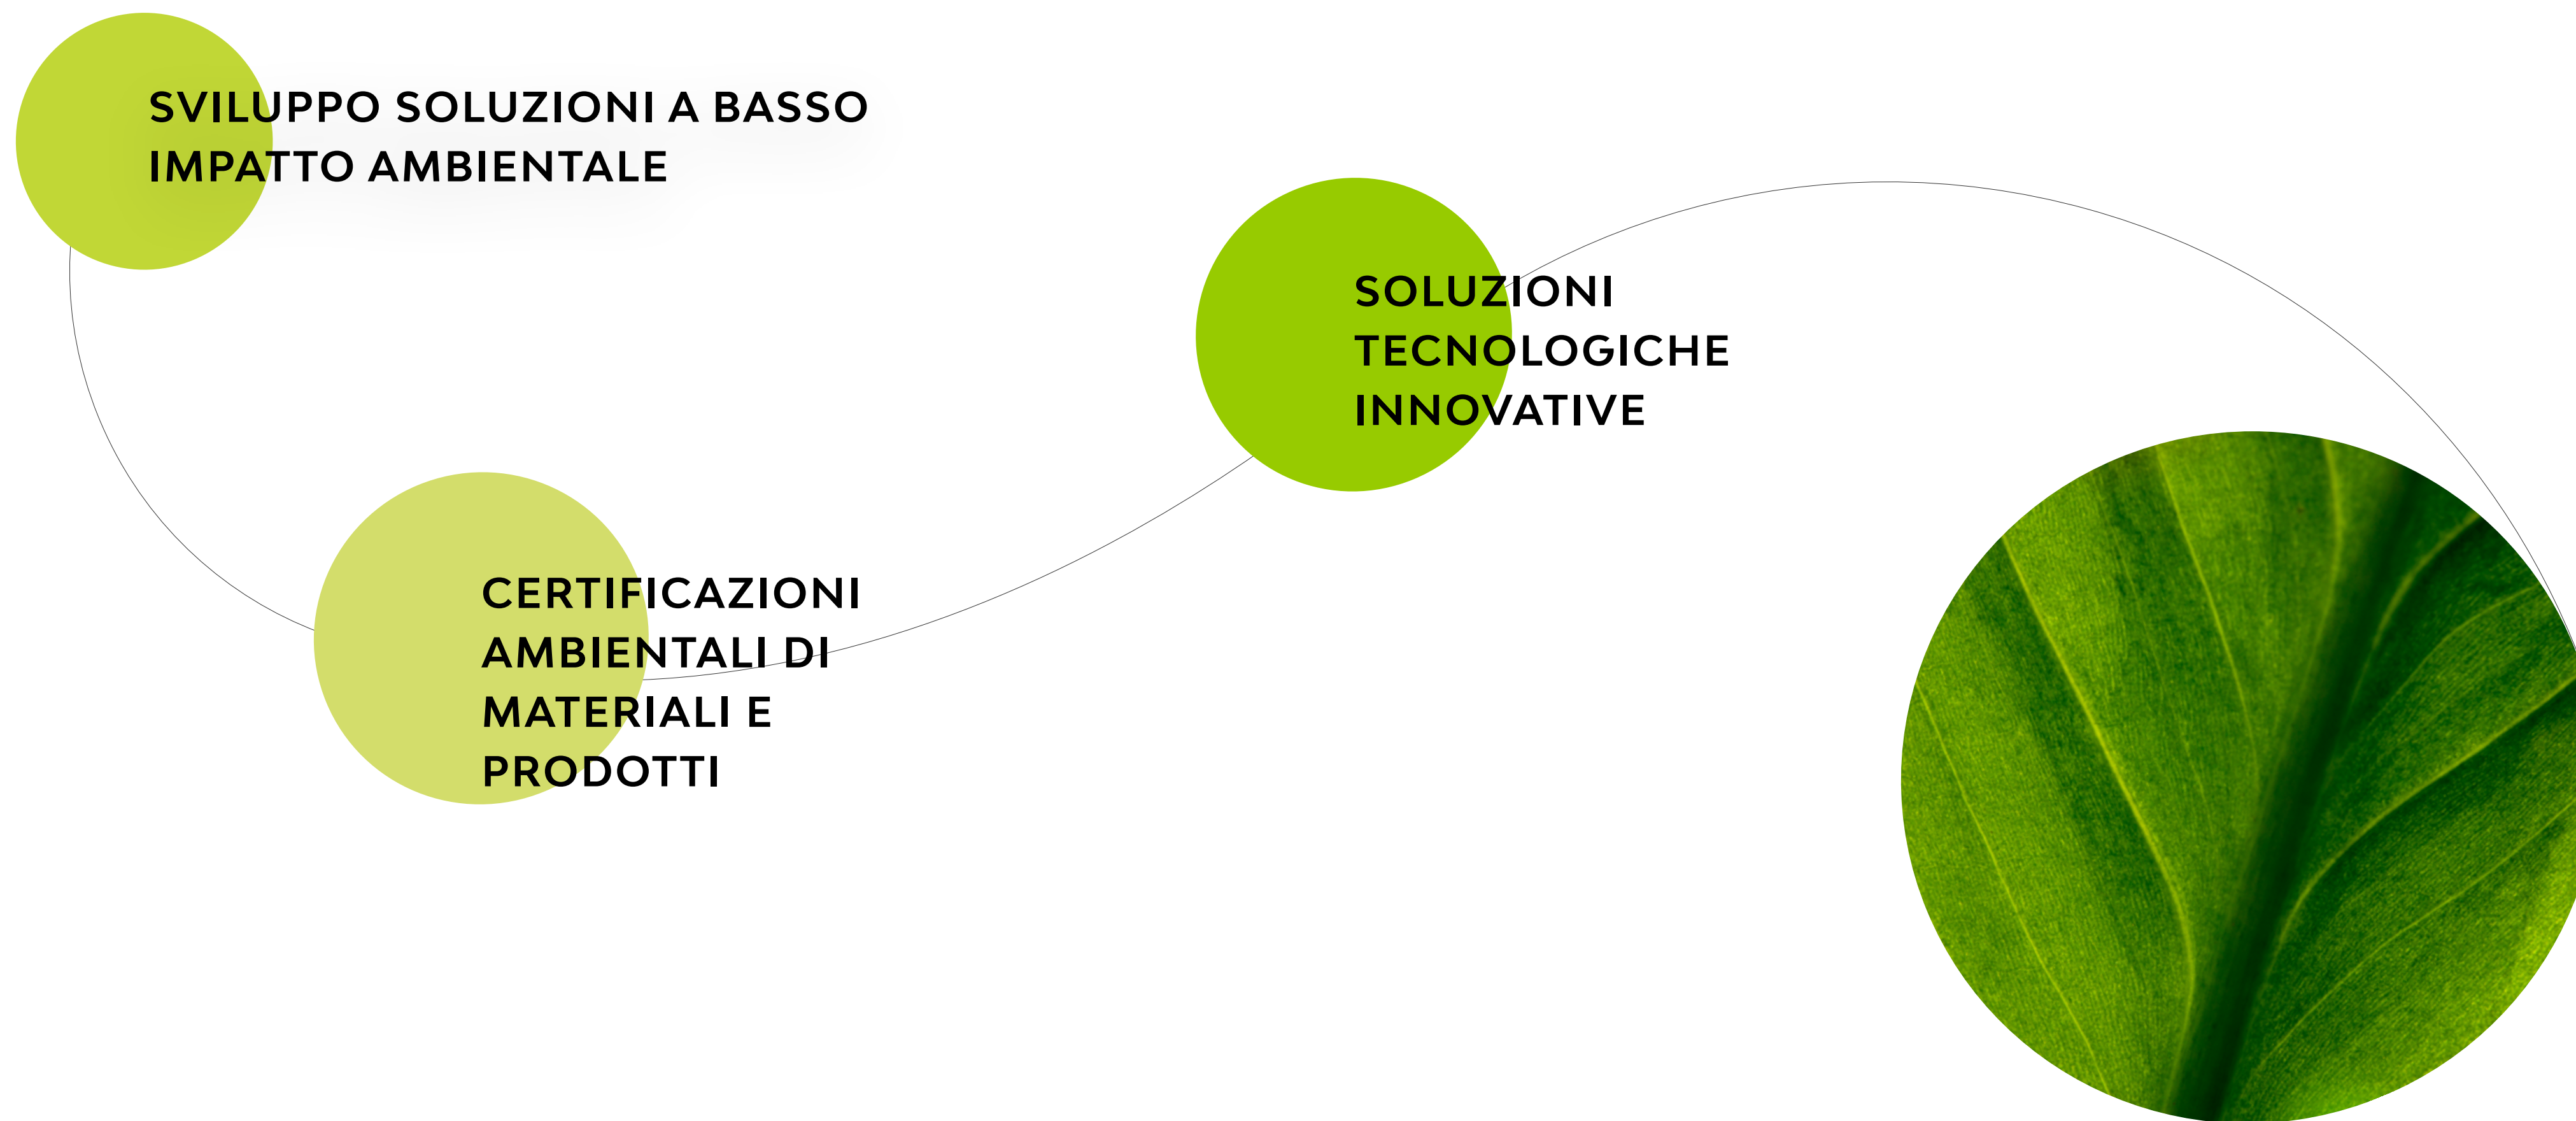 SVILUPPO SOLUZIONI A BASSO
IMPATTO AMBIENTALE
SOLUZIONI
TECNOLOGICHE
INNOVATIVE
CERTIFICAZIONI
AMBIENTALI DI
MATERIALI E
PRODOTTI